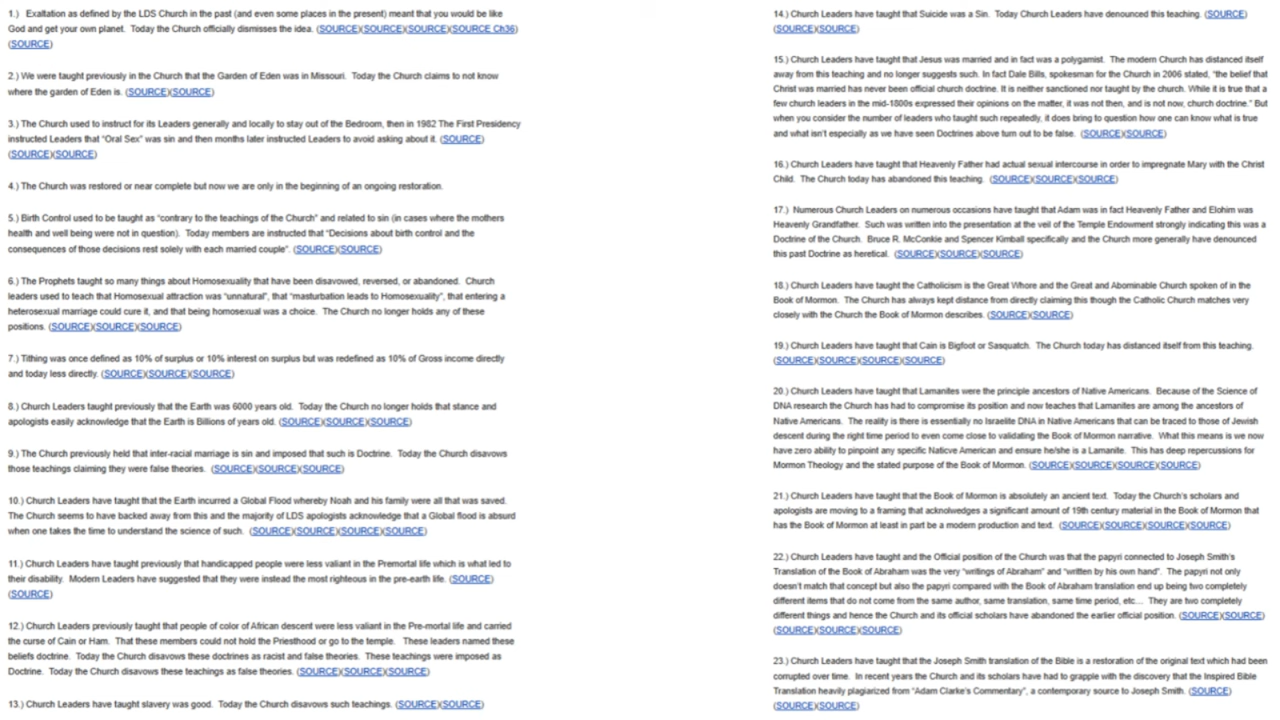 1.) Exaltation as defined by the LDS Church in the past (and even some places in the present) meant that you would be like
God and get your own planet. Today the Church officially dismisses the idea. (SOURCE)(SOURCE)(SOURCE)(SOURCE Ch36)
(SOURCE)
2.) We were taught previously in the Church that the Garden of Eden was in Missouri. Today the Church claims to not know
where the garden of Eden is. (SOURCE)(SOURCE)
3.) The Church used to instruct for its Leaders generally and locally to stay out of the Bedroom, then in 1982 The First Presidency
instructed Leaders that "Oral Sex" was sin and then months later instructed Leaders to avoid asking about it. (SOURCE)
(SOURCE)(SOURCE)
4.) The Church was restored or near complete but now we are only in the beginning of an ongoing restoration.
5.) Birth Control used to be taught as "contrary to the teachings of the Church" and related to sin (in cases where the mothers
health and well being were not in question). Today members are instructed that "Decisions about birth control and the
consequences of those decisions rest solely with each married couple". (SOURCE)(SOURCE)
6.) The Prophets taught so many things about Homosexuality that have been disavowed, reversed, or abandoned. Church
leaders used to teach that Homosexual attraction was "unnatural", that "masturbation leads to Homosexuality", that entering a
heterosexual marriage could cure it, and that being homosexual was a choice. The Church no longer holds any of these
positions. (SOURCE)(SOURCE)(SOURCE)
7.) Tithing was once defined as 10% of surplus or 10% interest on surplus but was redefined as 10% of Gross income directly
and today less directly. (SOURCE)(SOURCE)(SOURCE)
8.) Church Leaders taught previously that the Earth was 6000 years old. Today the Church no longer holds that stance and
apologists easily acknowledge that the Earth is Billions of years old. (SOURCE)(SOURCE)(SOURCE)
9.) The Church previously held that inter-racial marriage is sin and imposed that such is Doctrine. Today the Church disavows
those teachings claiming they were false theories. (SOURCE)(SOURCE)(SOURCE)
10.) Church Leaders have taught that the Earth incurred a Global Flood whereby Noah and his family were all that was saved.
The Church seems to have backed away from this and the majority of LDS apologists acknowledge that a Global flood is absurd
when one takes the time to understand the science of such. (SOURCE)(SOURCE)(SOURCE)(SOURCE)
11.) Church Leaders have taught previously that handicapped people were less valiant in the Premortal life which is what led to
their disability. Modern Leaders have suggested that they were instead the most righteous in the pre-earth life. (SOURCE)
(SOURCE)
12.) Church Leaders previously taught that people of color of African descent were less valiant in the Pre-mortal life and carried
the curse of Cain or Ham. That these members could not hold the Priesthood or go to the temple. These leaders named these
beliefs doctrine. Today the Church disavows these doctrines as racist and false theories. These teachings were imposed as
Doctrine. Today the Church disavows these teachings as false theories. (SOURCE)(SOURCE)(SOURCE)
13.) Church Leaders have taught slavery was good. Today the Church disavows such teachings. (SOURCE)(SOURCE)
14.) Church Leaders have taught that Suicide was a Sin. Today Church Leaders have denounced this teaching. (SOURCE)
(SOURCE)(SOURCE)
15.) Church Leaders have taught that Jesus was married and in fact was a polygamist. The modern Church has distanced itself
away from this teaching and no longer suggests such. In fact Dale Bills, spokesman for the Church in 2006 stated, "the belief that
Christ was married has never been official church doctrine. It is neither sanctioned nor taught by the church. While it is true that a
few church leaders in the mid-1800s expressed their opinions on the matter, it was not then, and is not now, church doctrine." But
when you consider the number of leaders who taught such repeatedly, it does bring to question how one can know what is true
and what isn't especially as we have seen Doctrines above turn out to be false. (SOURCE)(SOURCE)
16.) Church Leaders have taught that Heavenly Father had actual sexual intercourse in order to impregnate Mary with the Christ
Child. The Church today has abandoned this teaching. (SOURCE)(SOURCE)(SOURCE)
17.) Numerous Church Leaders on numerous occasions have taught that Adam was in fact Heavenly Father and Elohim was
Heavenly Grandfather. Such was written into the presentation at the veil of the Temple Endowment strongly indicating this was a
Doctrine of the Church. Bruce R. McConkie and Spencer Kimball specifically and the Church more generally have denounced
this past Doctrine as heretical. (SOURCE)(SOURCE)(SOURCE)
18.) Church Leaders have taught the Catholicism is the Great Whore and the Great and Abominable Church spoken of in the
Book of Mormon. The Church has always kept distance from directly claiming this though the Catholic Church matches very
closely with the Church the Book of Mormon describes. (SOURCE)(SOURCE)
19.) Church Leaders have taught that Cain is Bigfoot or Sasquatch. The Church today has distanced itself from this teaching.
(SOURCE)(SOURCE)(SOURCE)(SOURCE)
20.) Church Leaders have taught that Lamanites were the principle ancestors of Native Americans. Because of the Science of
DNA research the Church has had to compromise its position and now teaches that Lamanites are among the ancestors of
Native Americans. The reality is there is essentially no Israelite DNA in Native Americans that can be traced to those of Jewish
descent during the right time period to even come close to validating the Book of Mormon narrative. What this means is we now
have zero ability to pinpoint any specific Natiove American and ensure he/she is a Lamanite. This has deep repercussions for
Mormon Theology and the stated purpose of the Book of Mormon. (SOURCE)(SOURCE)(SOURCE)(SOURCE)
21.) Church Leaders have taught that the Book of Mormon is absolutely an ancient text. Today the Church's scholars and
apologists are moving to a framing that acknolwedges a significant amount of 19th century material in the Book of Mormon that
has the Book of Mormon at least in part be a modern production and text. (SOURCE)(SOURCE)(SOURCE)(SOURCE)
22.) Church Leaders have taught and the Official position of the Church was that the papyri connected to Joseph Smith's
Translation of the Book of Abraham was the very "writings of Abraham" and "written by his own hand". The papyri not only
doesn't match that concept but also the papyri compared with the Book of Abraham translation end up being two completely
different items that do not come from the same author, same translation, same time period, etc... They are two completely
different things and hence the Church and its official scholars have abandoned the earlier official position. (SOURCE)(SOURCE)
(SOURCE)(SOURCE)(SOURCE)
23.) Church Leaders have taught that the Joseph Smith translation of the Bible is a restoration of the original text which had been
corrupted over time. In recent years the Church and its scholars have had to grapple with the discovery that the Inspired Bible
Translation heavily plagiarized from "Adam Clarke's Commentary", a contemporary source to Joseph Smith. (SOURCE)
(SOURCE)(SOURCE)